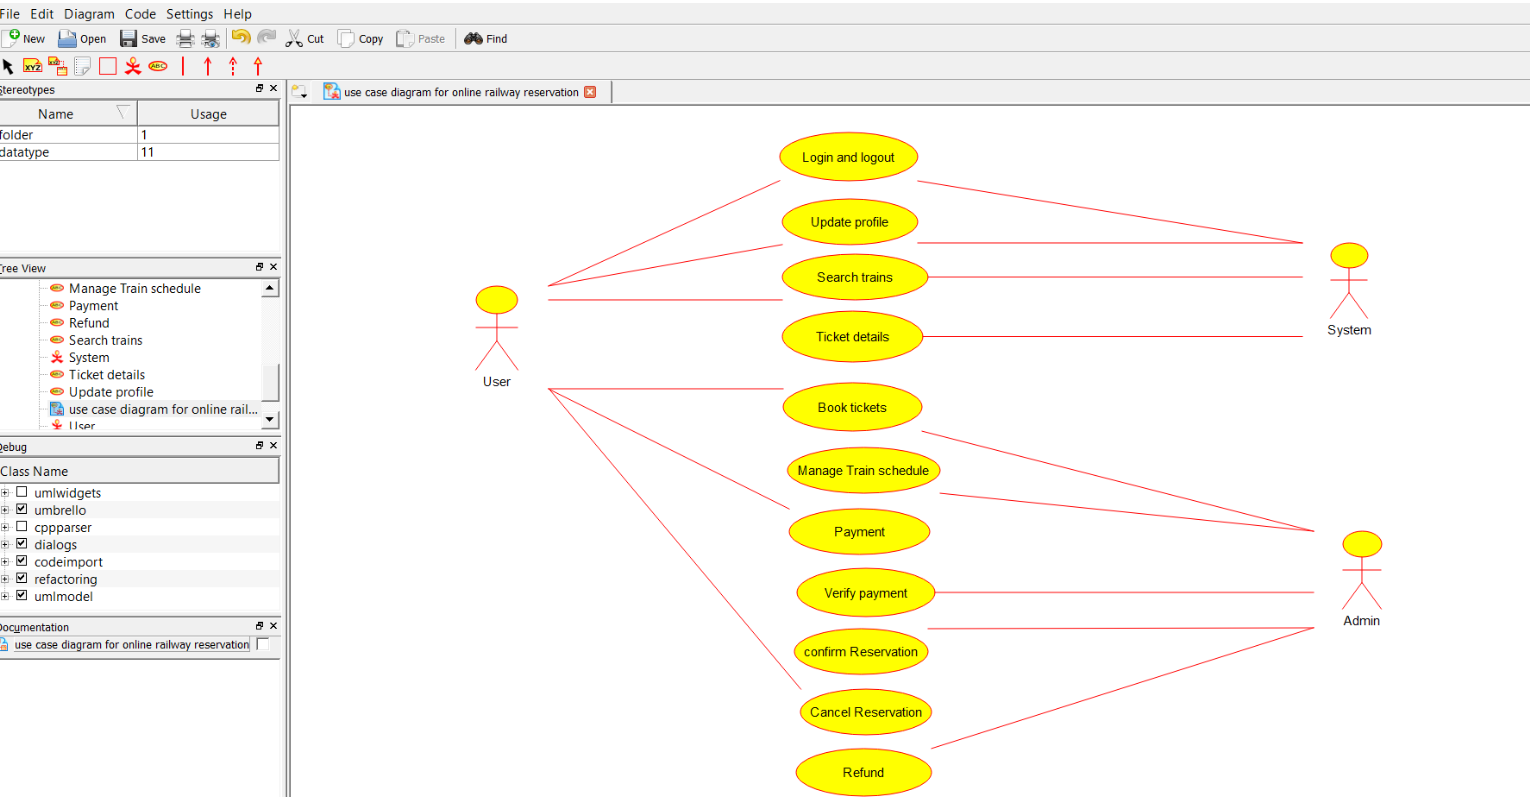 File Edit Diagram Code Settings Help
New Open Save Cut Copy Paste Find
XYZ ABC
Stereotypes
Name Usage
folder 1
datatype 11
Tree View
Manage Train schedule
Payment
Refund
Search trains
System
Ticket details
Update profile
use case diagram for online rail...
User
Debug
Class Name
umlwidgets
umbrello
cppparser
dialogs
codeimport
refactoring
umlmodel
Documentation
use case diagram for online railway reservation
use case diagram for online railway reservation
Login and logout
Update profile
Search trains
Ticket details
Book tickets
Manage Train schedule
Payment
Verify payment
confirm Reservation
Cancel Reservation
Refund
User
System
Admin